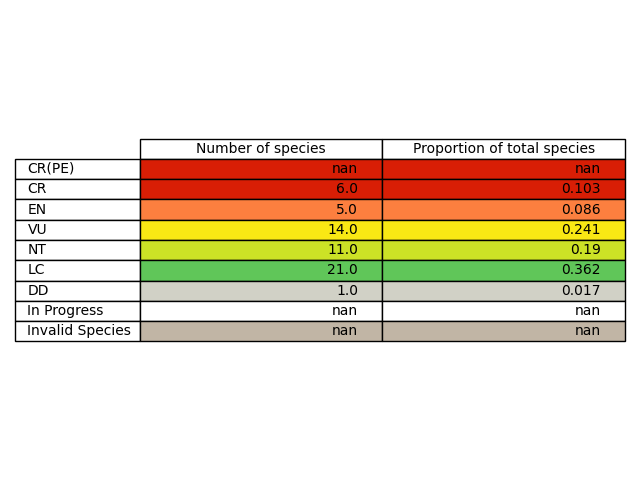 Number of species Proportion of total species
CR(PE) nan nan
CR 6.0 0.103
EN 5.0 0.086
VU 14.0 0.241
NT 11.0 0.19
LC 21.0 0.362
DD 1.0 0.017
In Progress nan nan
Invalid Species nan nan